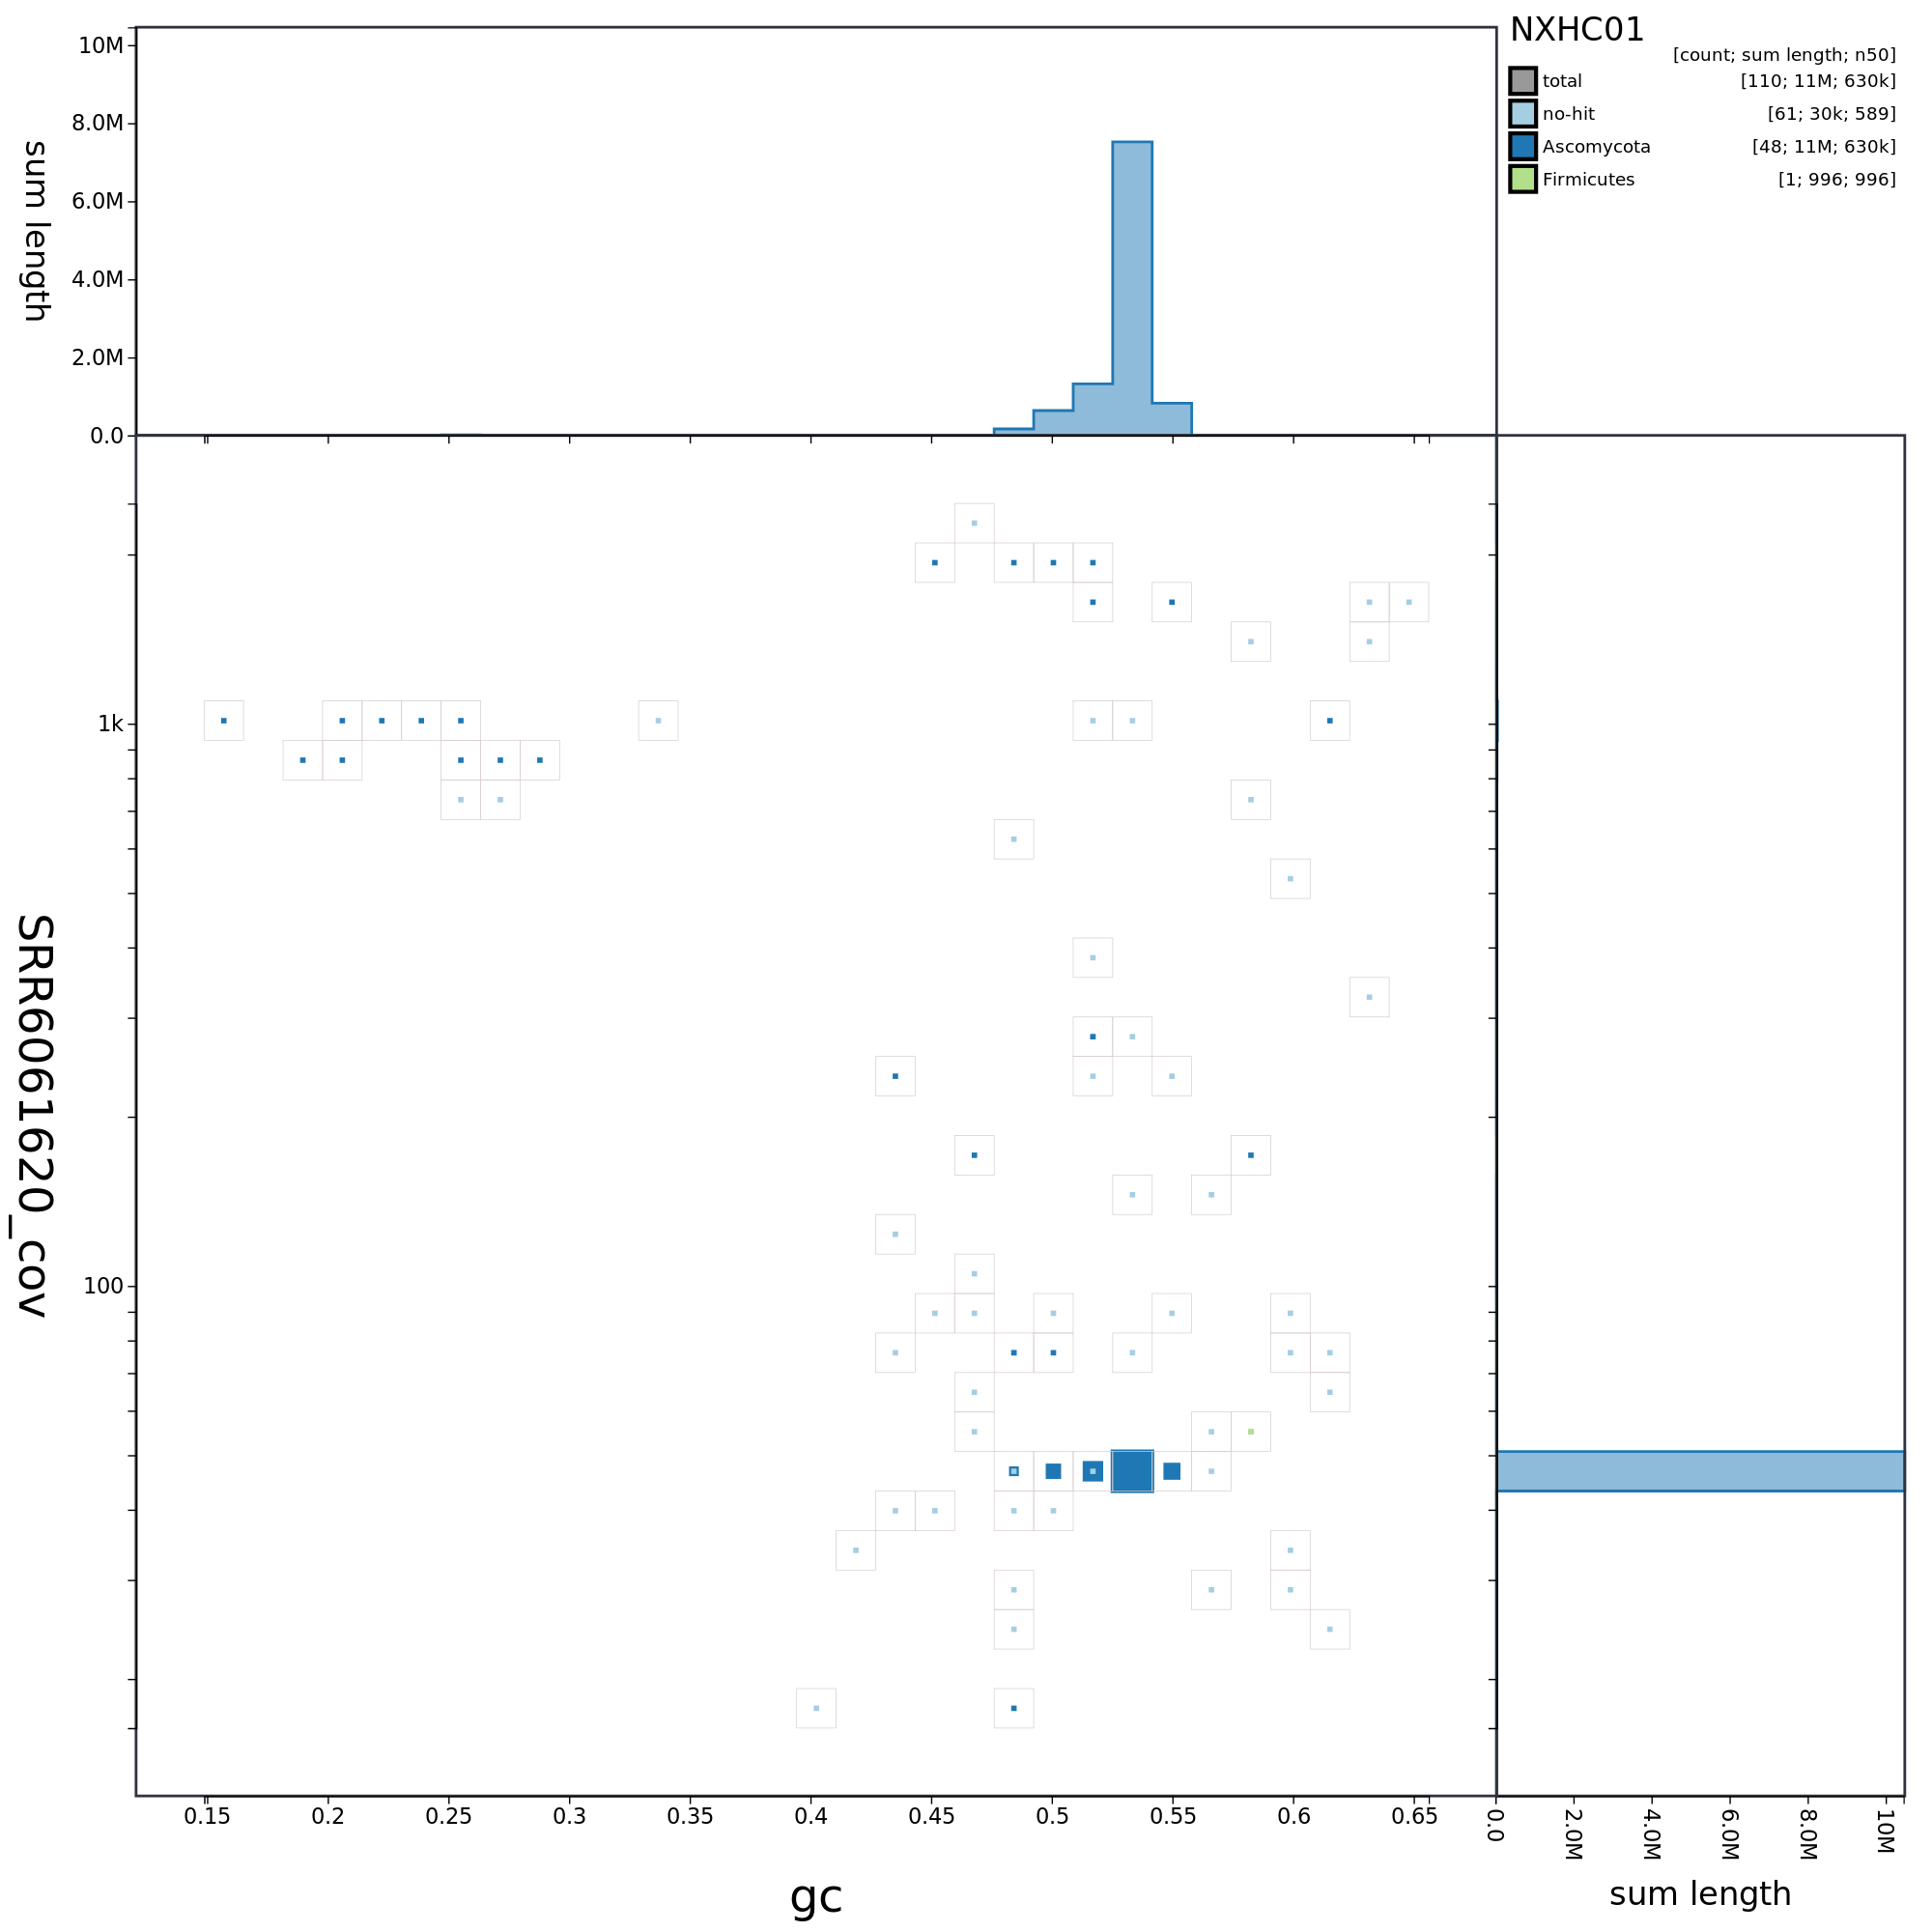 NXHC01
[count; sum length; n50]
total [110; 11M; 630k]
no-hit [61; 30k; 589]
Ascomycota [48; 11M; 630k]
Firmicutes [1; 996; 996]
sum length
10M
8.0M
6.0M
4.0M
2.0M
0.0
SRR6061620_cov
1k
100
0.15 0.2 0.25 0.3 0.35 0.4 0.45 0.5 0.55 0.6 0.65
gc
0.0 2.0M 4.0M 6.0M 8.0M 10M
sum length